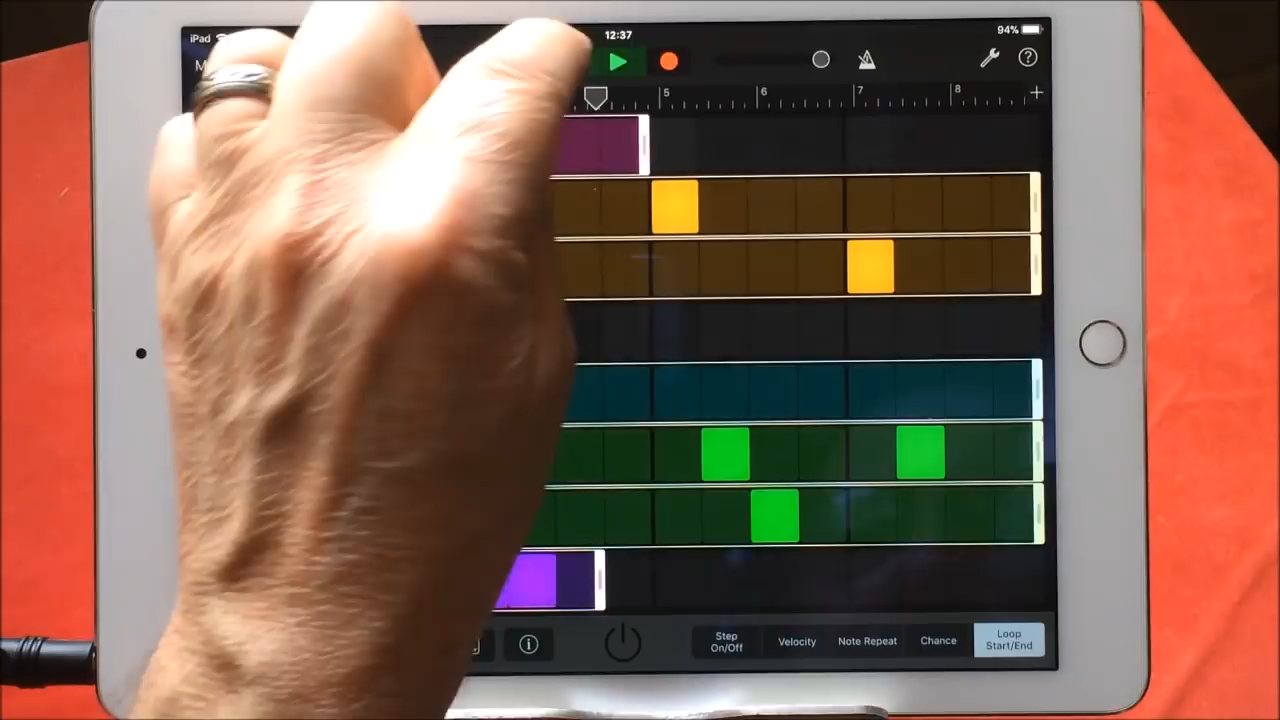 iPad 12:37 94%
M
5 6 7 8
Step On/Off
Velocity
Note Repeat
Chance
Loop Start/End